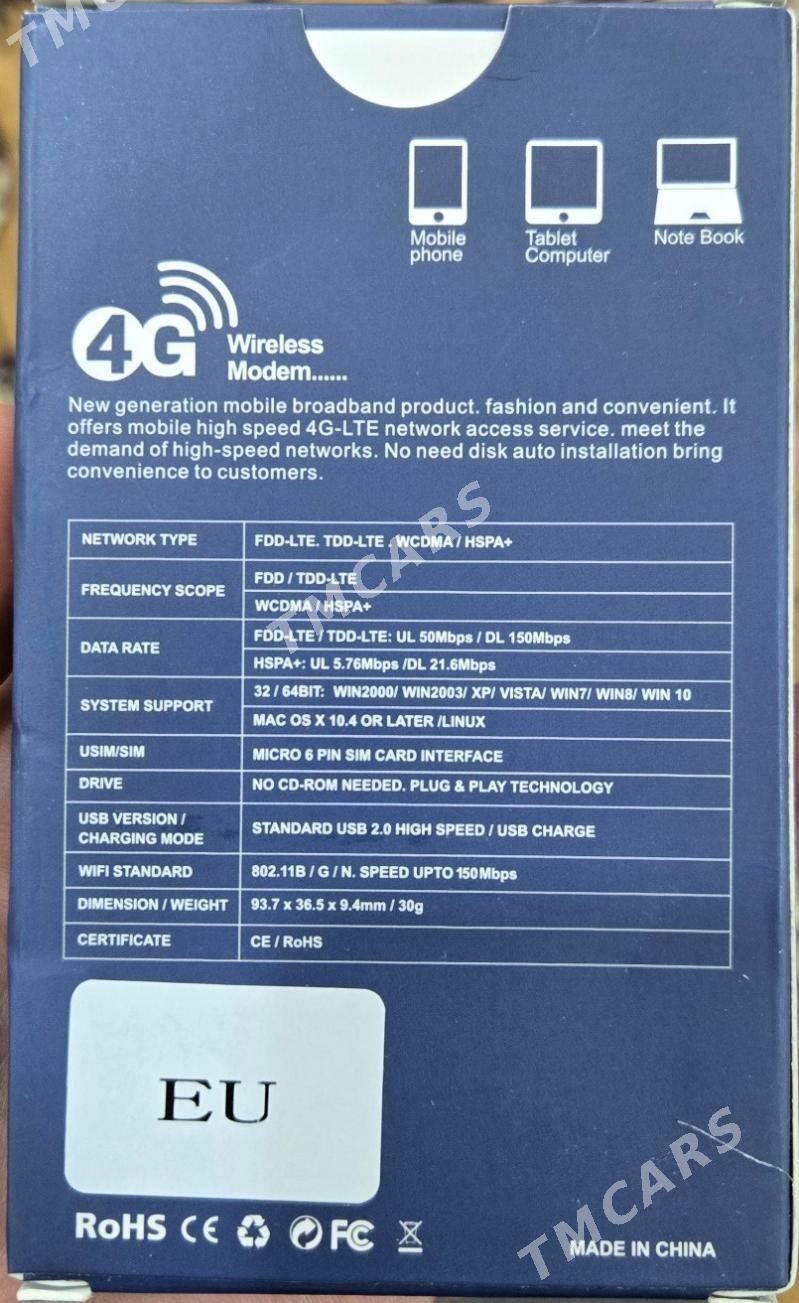 TMC
Mobile
phone
Tablet
Computer
Note Book
4G
Wireless
Modem......
New generation mobile broadband product. fashion and convenient. It
offers mobile high speed 4G-LTE network access service. meet the
demand of high-speed networks. No need disk auto installation bring
convenience to customers.
NETWORK TYPE
FDD-LTE. TDD-LTE . WCDMA / HSPA+
FREQUENCY SCOPE
FDD / TDD-LTE
WCDMA / HSPA+
DATA RATE
FDD-LTE / TDD-LTE: UL 50Mbps / DL 150Mbps
HSPA+: UL 5.76Mbps /DL 21.6Mbps
SYSTEM SUPPORT
32 / 64BIT: WIN2000/ WIN2003/ XP/ VISTA/ WIN7/ WIN8/ WIN 10
MAC OS X 10.4 OR LATER /LINUX
USIM/SIM
MICRO 6 PIN SIM CARD INTERFACE
DRIVE
NO CD-ROM NEEDED. PLUG & PLAY TECHNOLOGY
USB VERSION /
CHARGING MODE
STANDARD USB 2.0 HIGH SPEED / USB CHARGE
WIFI STANDARD
802.11B / G / N. SPEED UPTO 150Mbps
DIMENSION / WEIGHT
93.7 x 36.5 x 9.4mm / 30g
CERTIFICATE
CE / RoHS
TMCARS
EU
RoHS CE FC
TMCARS
MADE IN CHINA